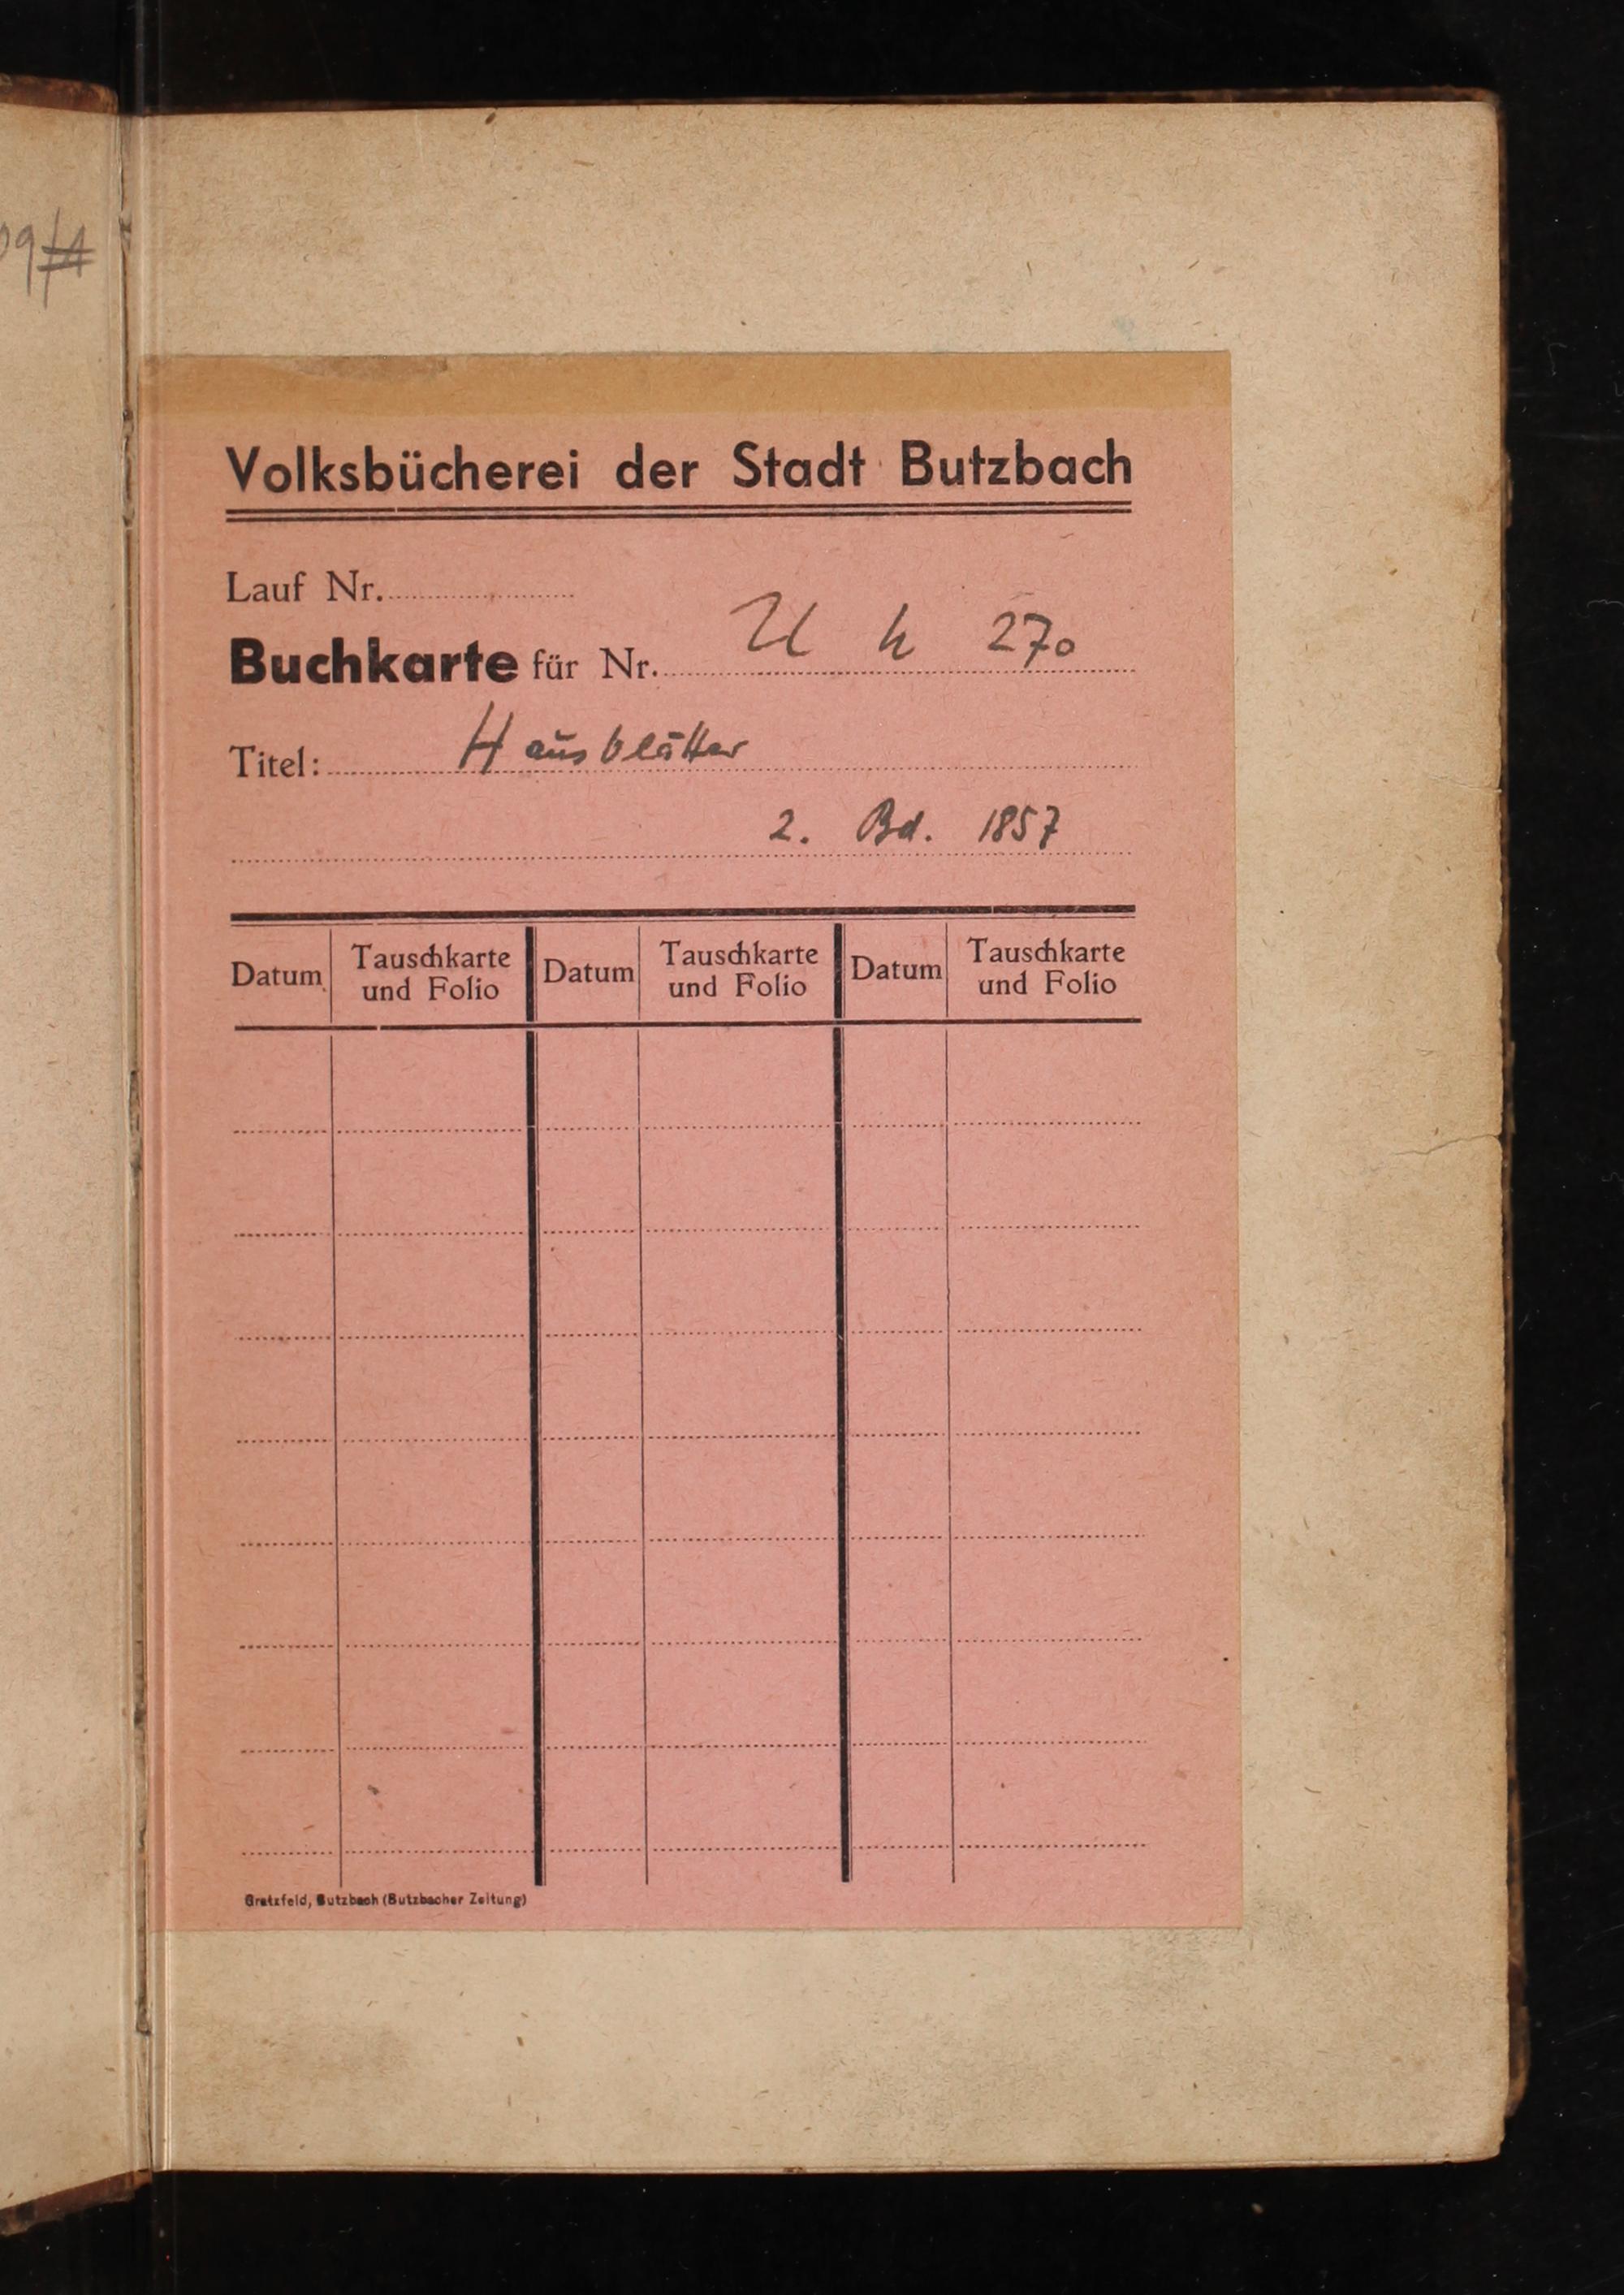 Volksbücherei der Stadt Butzbach
Lauf Nr.
Buchkarte für Nr. U h 270
Titel: Hausblätter
2. Bd. 1857
Datum Tauschkarte und Folio Datum Tauschkarte und Folio Datum Tauschkarte und Folio
Gratzfeld, Butzbach (Butzbacher Zeitung)